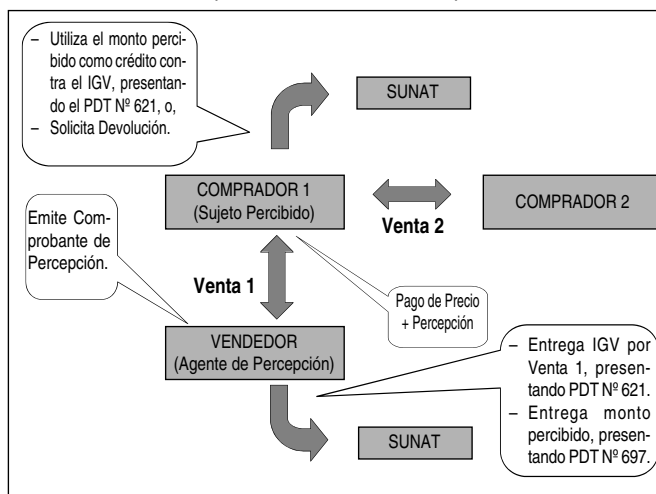 – Utiliza el monto perci-
bido como crédito con-
tra el IGV, presentan-
do el PDT Nº 621, o,
– Solicita Devolución.
SUNAT
COMPRADOR 1
(Sujeto Percibido)
COMPRADOR 2
Venta 2
Emite Com-
probante de
Percepción.
Venta 1
Pago de Precio
+ Percepción
VENDEDOR
(Agente de Percepción)
– Entrega IGV por
Venta 1, presen-
tando PDT Nº 621.
– Entrega monto
percibido, presen-
tando PDT Nº 697.
SUNAT